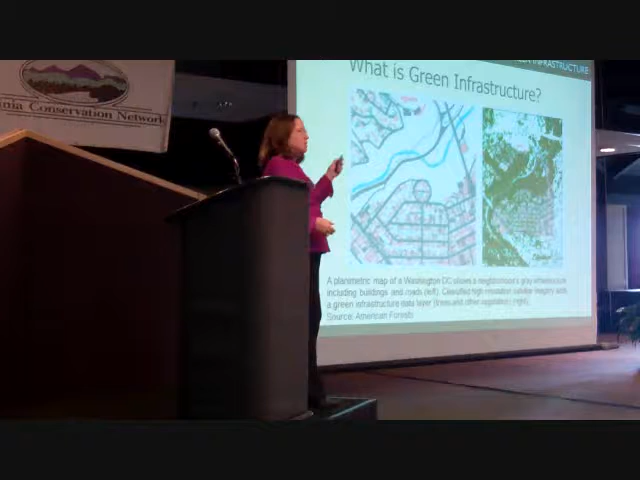 INFRASTRUCTURE
What is Green Infrastructure?
nia Conservation Network
A planimetric map of a Washington DC shows a neighborhood's gray infrastructure
including buildings and roads (left). Classified high-resolution satellite imagery adds
a green infrastructure data layer (trees and other vegetation) (right).
Source: American Forests